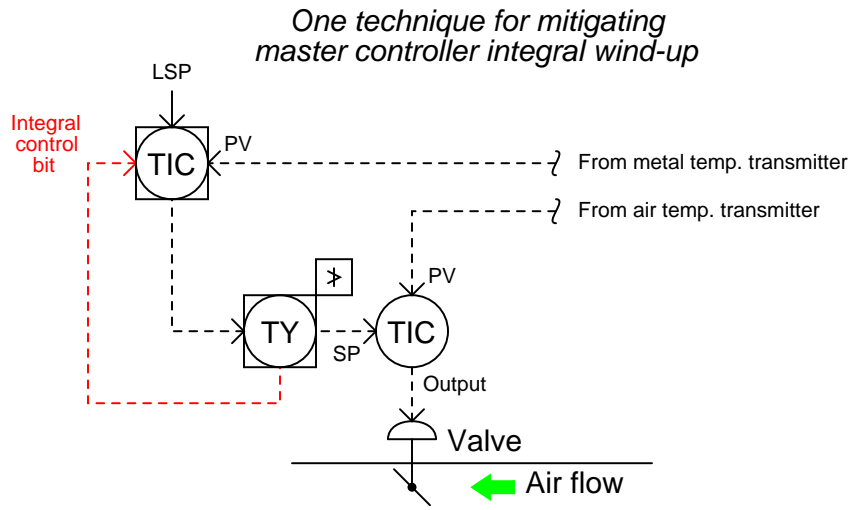 One technique for mitigating
master controller integral wind-up
LSP
Integral
control
bit
TIC
PV
From metal temp. transmitter
From air temp. transmitter
PV
TY
SP
TIC
Output
Valve
Air flow